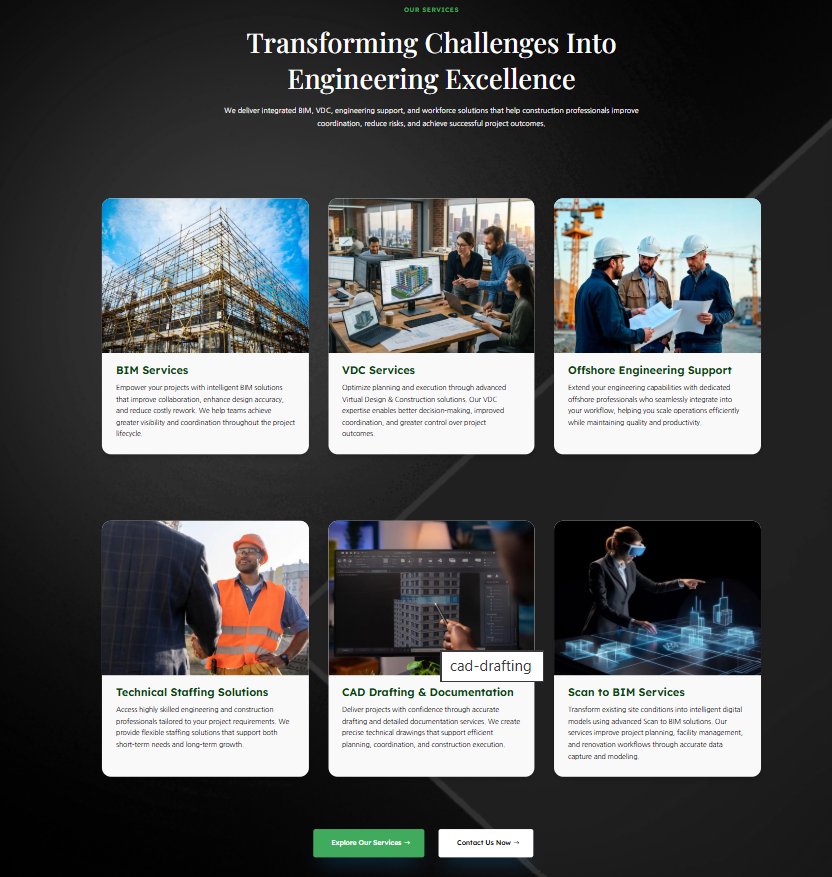 OUR SERVICES
Transforming Challenges Into
Engineering Excellence
We deliver integrated BIM, VDC, engineering support, and workforce solutions that help construction professionals improve
coordination, reduce risks, and achieve successful project outcomes.
BIM Services
Empower your projects with intelligent BIM solutions
that improve collaboration, enhance design accuracy,
and reduce costly rework. We help teams achieve
greater visibility and coordination throughout the project
lifecycle.
VDC Services
Optimize planning and execution through advanced
Virtual Design & Construction solutions. Our VDC
expertise enables better decision-making, improved
coordination, and greater control over project
outcomes.
Offshore Engineering Support
Extend your engineering capabilities with dedicated
offshore professionals who seamlessly integrate into
your workflow, helping you scale operations efficiently
while maintaining quality and productivity.
cad-drafting
Technical Staffing Solutions
Access highly skilled engineering and construction
professionals tailored to your project requirements. We
provide flexible staffing solutions that support both
short-term needs and long-term growth.
CAD Drafting & Documentation
Deliver projects with confidence through accurate
drafting and detailed documentation services. We create
precise technical drawings that support efficient
planning, coordination, and construction execution.
Scan to BIM Services
Transform existing site conditions into intelligent digital
models using advanced Scan to BIM solutions. Our
services improve project planning, facility management,
and renovation workflows through accurate data
capture and modeling.
Explore Our Services →
Contact Us Now →